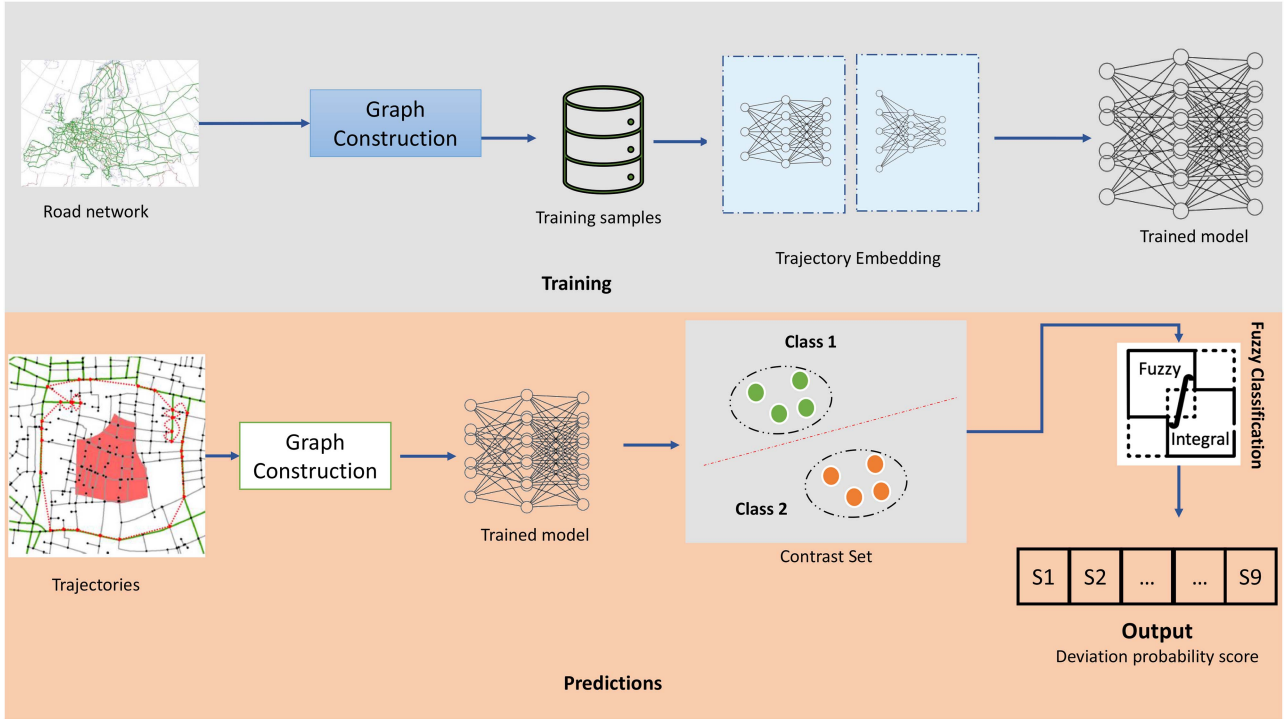 Road network
Graph
Construction
Training samples
Trajectory Embedding
Trained model
Training
Trajectories
Graph
Construction
Trained model
Class 1
Class 2
Contrast Set
Fuzzy Classification
Fuzzy
Integral
S1 S2 ... ... S9
Output
Deviation probability score
Predictions